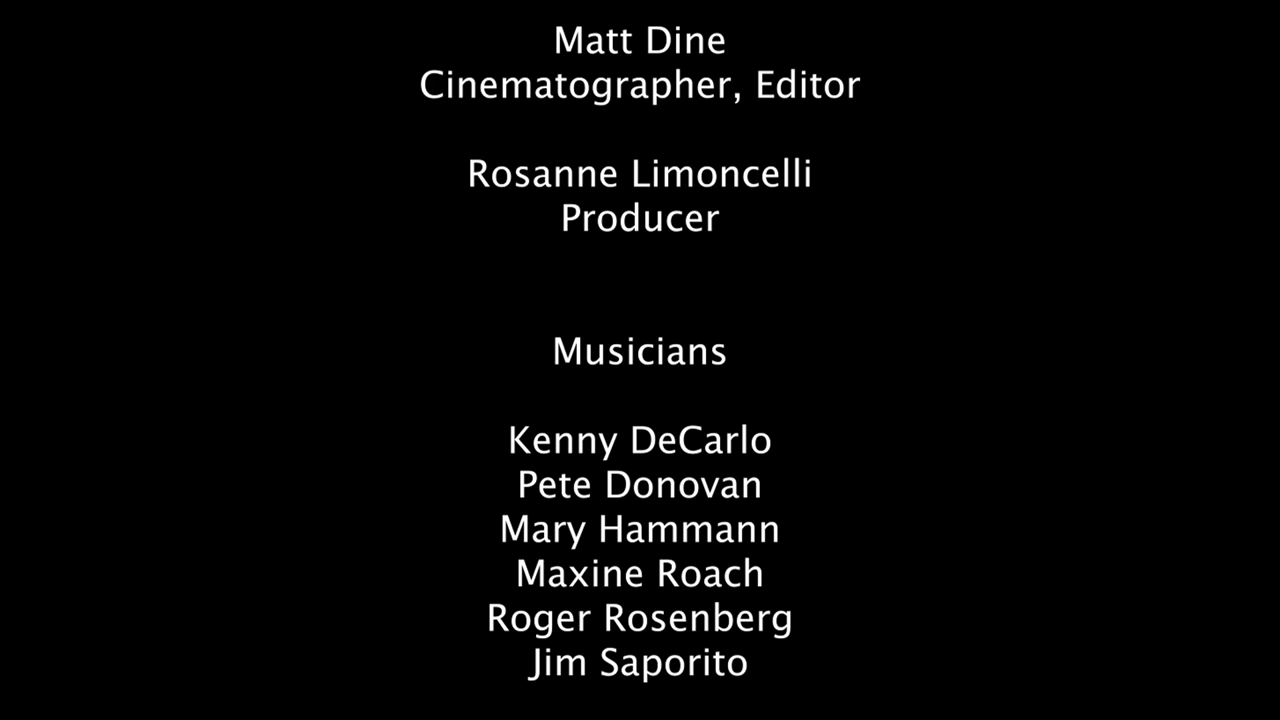 Matt Dine
Cinematographer, Editor
Rosanne Limoncelli
Producer
Musicians
Kenny DeCarlo
Pete Donovan
Mary Hammann
Maxine Roach
Roger Rosenberg
Jim Saporito